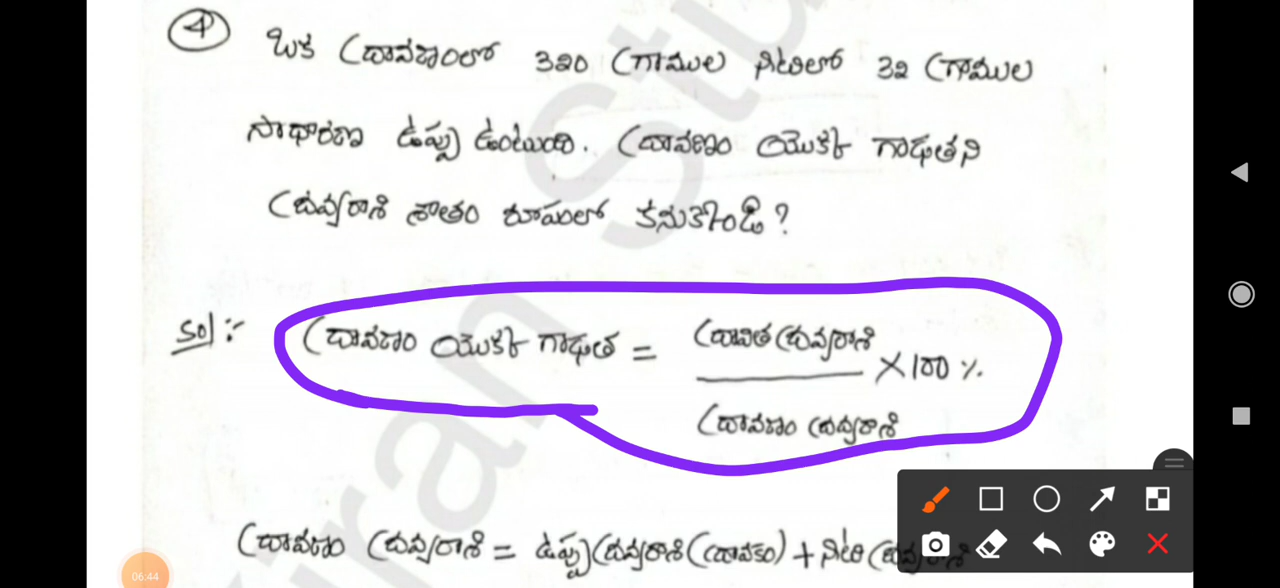 ④ ఒక ద్రావణంలో 320 గ్రాముల నీటిలో 32 గ్రాముల
సాధారణ ఉప్పు ఉంటుంది. ద్రావణం యొక్క గాఢతని
ద్రవ్యరాశి శాతం రూపంలో కనుక్కోండి?
Sol :- ద్రావణం యొక్క గాఢత = ద్రావిత ద్రవ్యరాశి × 100 %
ద్రావణం ద్రవ్యరాశి
ద్రావణం ద్రవ్యరాశి = ఉప్పు ద్రవ్యరాశి (ద్రావకం) + నీటి
06:44